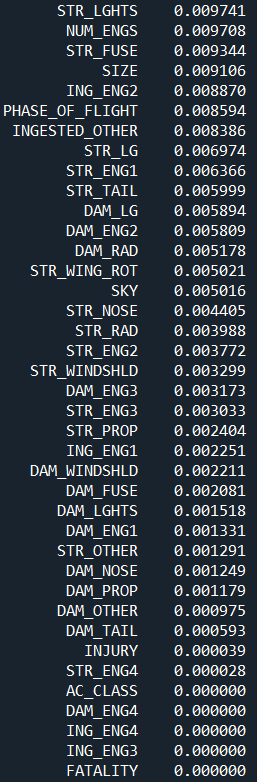 STR_LGHTS 0.009741
NUM_ENGS 0.009708
STR_FUSE 0.009344
SIZE 0.009106
ING_ENG2 0.008870
PHASE_OF_FLIGHT 0.008594
INGESTED_OTHER 0.008386
STR_LG 0.006974
STR_ENG1 0.006366
STR_TAIL 0.005999
DAM_LG 0.005894
DAM_ENG2 0.005809
DAM_RAD 0.005178
STR_WING_ROT 0.005021
SKY 0.005016
STR_NOSE 0.004405
STR_RAD 0.003988
STR_ENG2 0.003772
STR_WINDSHLD 0.003299
DAM_ENG3 0.003173
STR_ENG3 0.003033
STR_PROP 0.002404
ING_ENG1 0.002251
DAM_WINDSHLD 0.002211
DAM_FUSE 0.002081
DAM_LGHTS 0.001518
DAM_ENG1 0.001331
STR_OTHER 0.001291
DAM_NOSE 0.001249
DAM_PROP 0.001179
DAM_OTHER 0.000975
DAM_TAIL 0.000593
INJURY 0.000039
STR_ENG4 0.000028
AC_CLASS 0.000000
DAM_ENG4 0.000000
ING_ENG4 0.000000
ING_ENG3 0.000000
FATALITY 0.000000